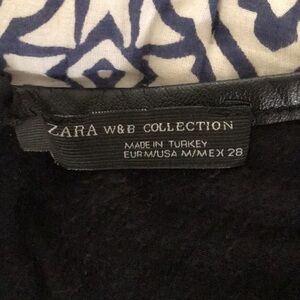 ZARA W&B COLLECTION
MADE IN TURKEY
EUR M/USA M/MEX 28